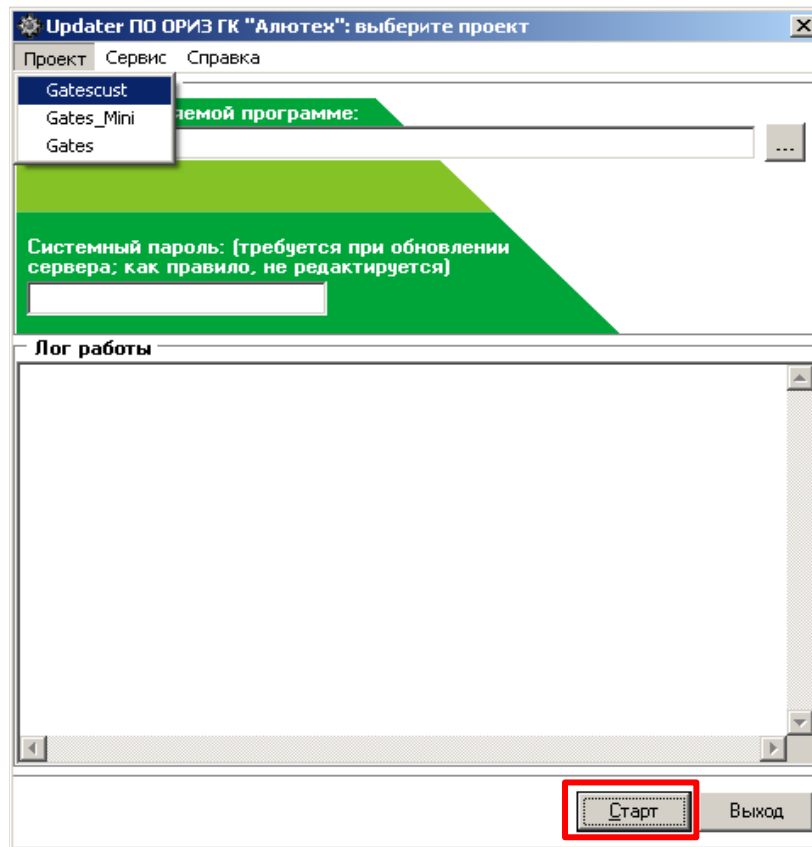 Updater ПО ОРИЗ ГК "Алютех": выберите проект
Проект Сервис Справка
Gatescust
Gates_Mini
Gates
программе:
...
Системный пароль: (требуется при обновлении
сервера; как правило, не редактируется)
Лог работы
Старт Выход